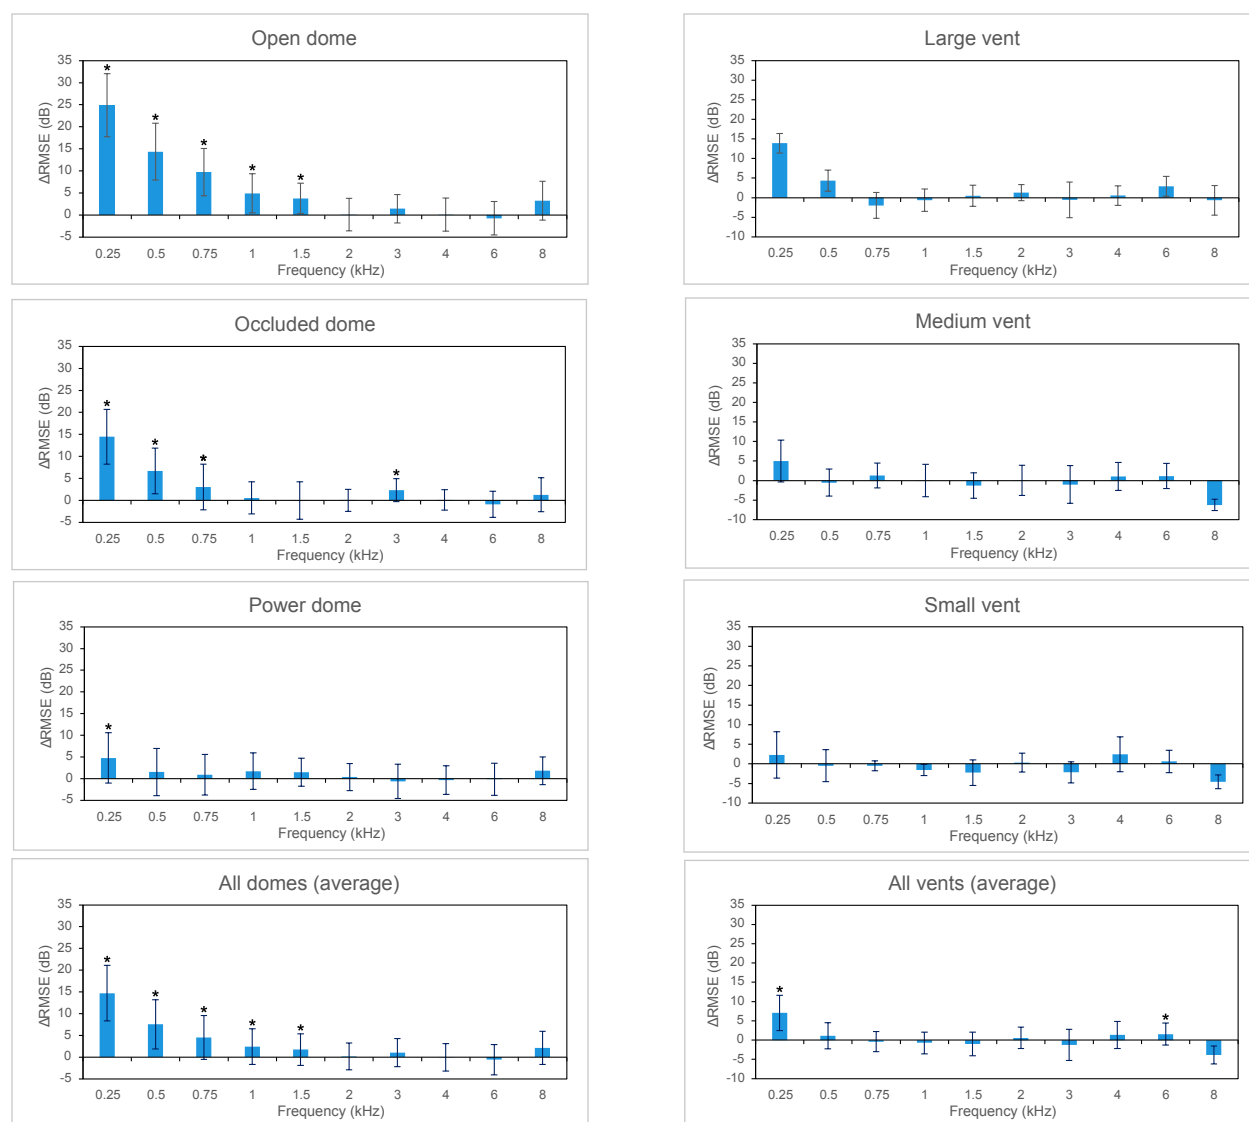 Open dome
ΔRMSE (dB)
35
30
25
20
15
10
5
0
-5
* * * * *
0.25 0.5 0.75 1 1.5 2 3 4 6 8
Frequency (kHz)
Large vent
ΔRMSE (dB)
35
30
25
20
15
10
5
0
-5
-10
0.25 0.5 0.75 1 1.5 2 3 4 6 8
Frequency (kHz)
Occluded dome
ΔRMSE (dB)
35
30
25
20
15
10
5
0
-5
* * * *
0.25 0.5 0.75 1 1.5 2 3 4 6 8
Frequency (kHz)
Medium vent
ΔRMSE (dB)
35
30
25
20
15
10
5
0
-5
-10
0.25 0.5 0.75 1 1.5 2 3 4 6 8
Frequency (kHz)
Power dome
ΔRMSE (dB)
35
30
25
20
15
10
5
0
-5
*
0.25 0.5 0.75 1 1.5 2 3 4 6 8
Frequency (kHz)
Small vent
ΔRMSE (dB)
35
30
25
20
15
10
5
0
-5
-10
0.25 0.5 0.75 1 1.5 2 3 4 6 8
Frequency (kHz)
All domes (average)
ΔRMSE (dB)
35
30
25
20
15
10
5
0
-5
* * * * *
0.25 0.5 0.75 1 1.5 2 3 4 6 8
Frequency (kHz)
All vents (average)
ΔRMSE (dB)
35
30
25
20
15
10
5
0
-5
-10
* *
0.25 0.5 0.75 1 1.5 2 3 4 6 8
Frequency (kHz)